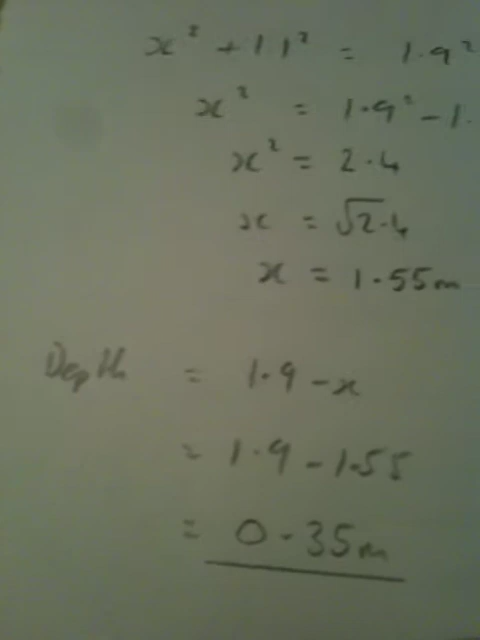 x² + 1.1² = 1.9²
x² = 1.9² - 1.
x² = 2.4
x = √2.4
x = 1.55m
Depth = 1.9 - x
= 1.9 - 1.55
= 0.35m